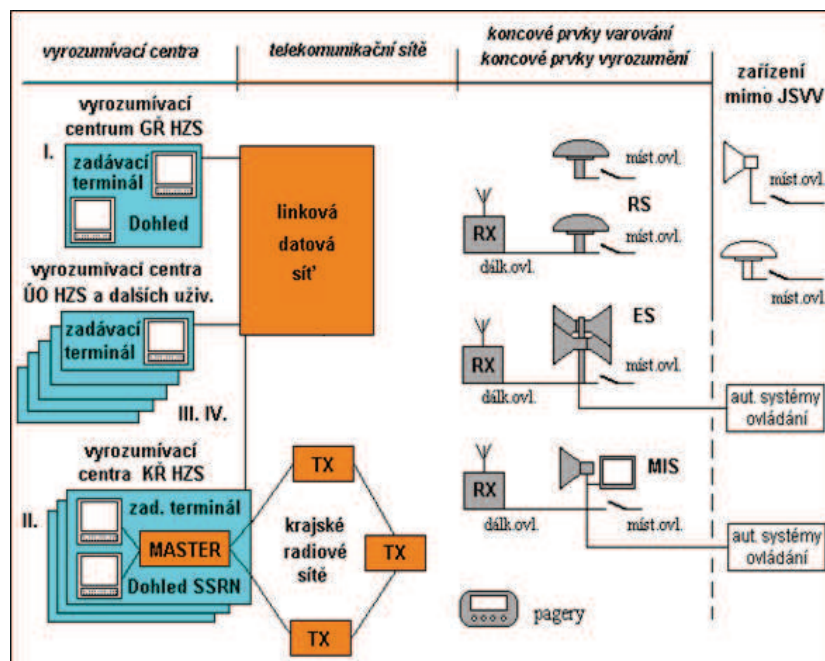 vyrozumívací centra
telekomunikační sítě
koncové prvky varování
koncové prvky vyrozumění
zařízení
mimo JSVV
vyrozumívací
centrum GŘ HZS
I.
zadávací
terminál
Dohled
linková
datová
síť
vyrozumívací centra
ÚO HZS a dalších uživ.
zadávací
terminál
III. IV.
vyrozumívací
centra KŘ HZS
II.
zad. terminál
MASTER
Dohled SSRN
TX
krajské
radiové
sítě
TX
TX
míst.ovl.
RS
RX
míst.ovl.
dálk.ovl.
ES
RX
míst.ovl.
dálk.ovl.
MIS
RX
dálk.ovl.
míst.ovl.
pagery
míst.ovl.
míst.ovl.
aut. systémy
ovládání
aut. systémy
ovládání